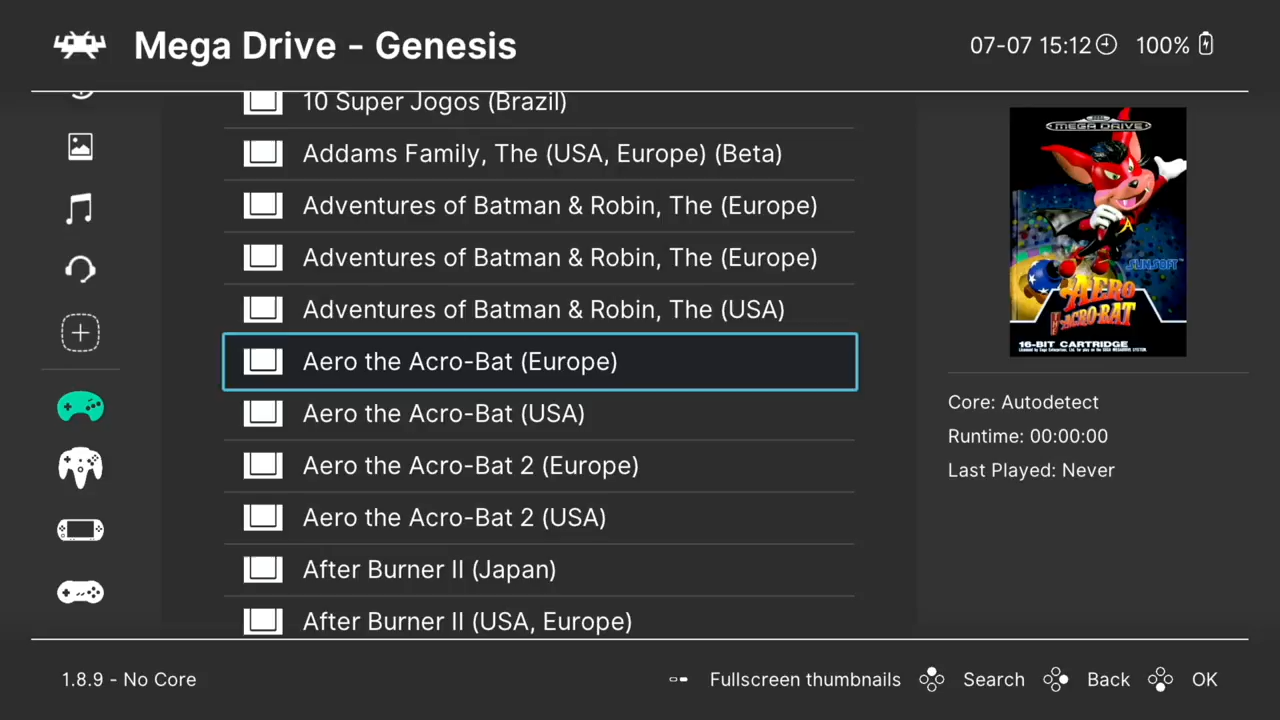 Mega Drive - Genesis
07-07 15:12 100%
10 Super Jogos (Brazil)
Addams Family, The (USA, Europe) (Beta)
Adventures of Batman & Robin, The (Europe)
Adventures of Batman & Robin, The (Europe)
Adventures of Batman & Robin, The (USA)
Aero the Acro-Bat (Europe)
Aero the Acro-Bat (USA)
Aero the Acro-Bat 2 (Europe)
Aero the Acro-Bat 2 (USA)
After Burner II (Japan)
After Burner II (USA, Europe)
MEGA DRIVE
SUNSOFT
AERO
THE ACRO-BAT
16-BIT CARTRIDGE
Core: Autodetect
Runtime: 00:00:00
Last Played: Never
1.8.9 - No Core
Fullscreen thumbnails Search Back OK